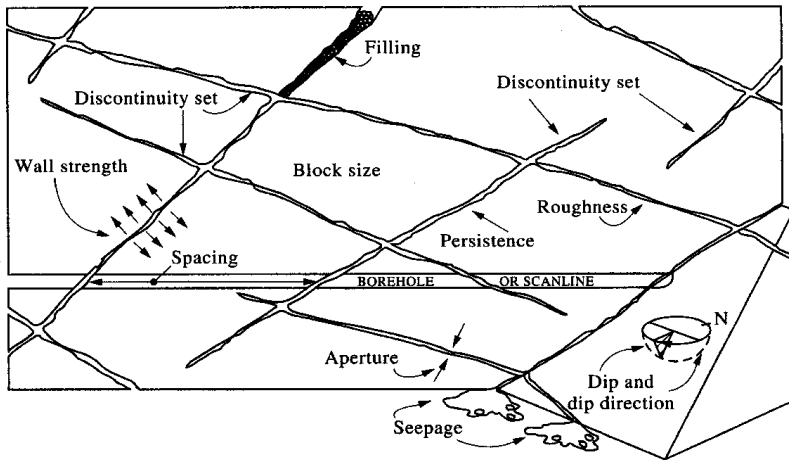 Filling
Discontinuity set
Discontinuity set
Wall strength
Block size
Roughness
Persistence
Spacing
BOREHOLE OR SCANLINE
N
Aperture
Dip and
dip direction
Seepage